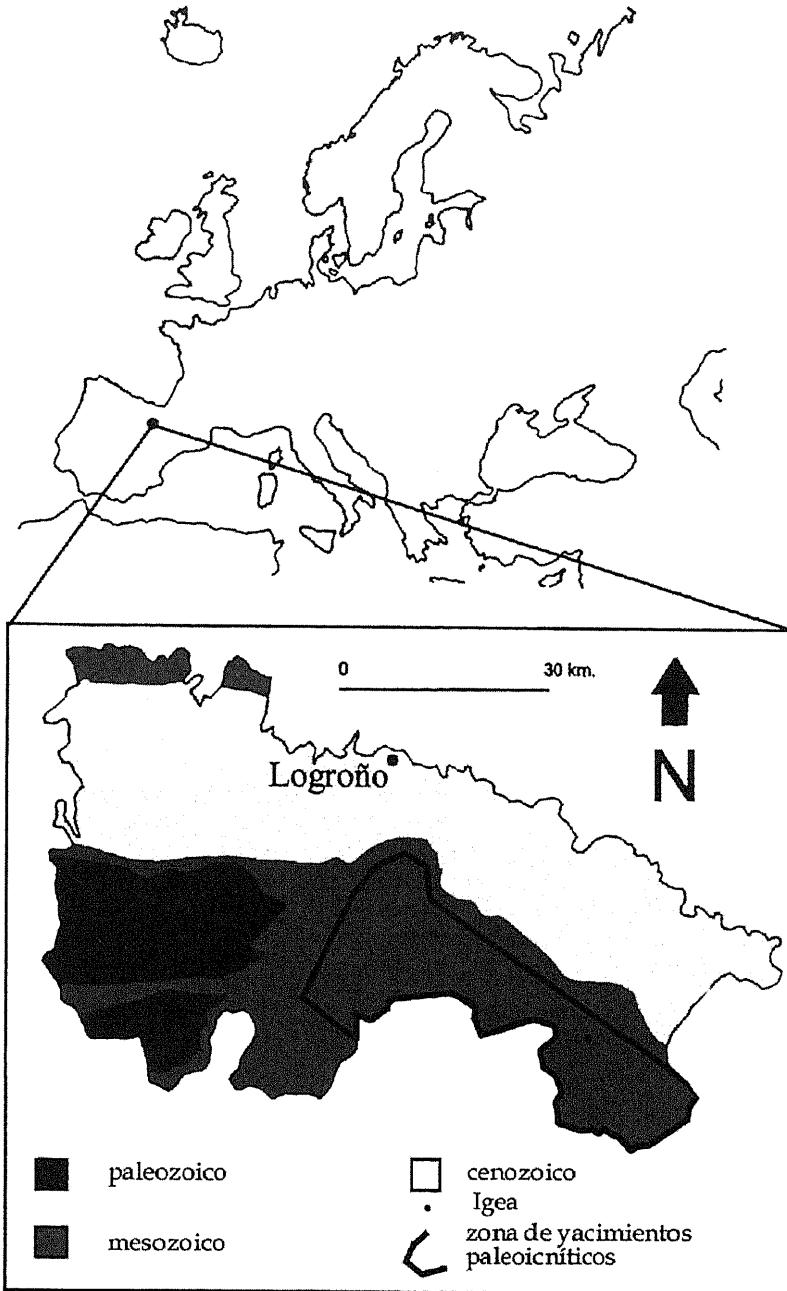 0 30 km.
N
Logroño
paleozoico
mesozoico
cenozoico
Igea
zona de yacimientos
paleoicníticos